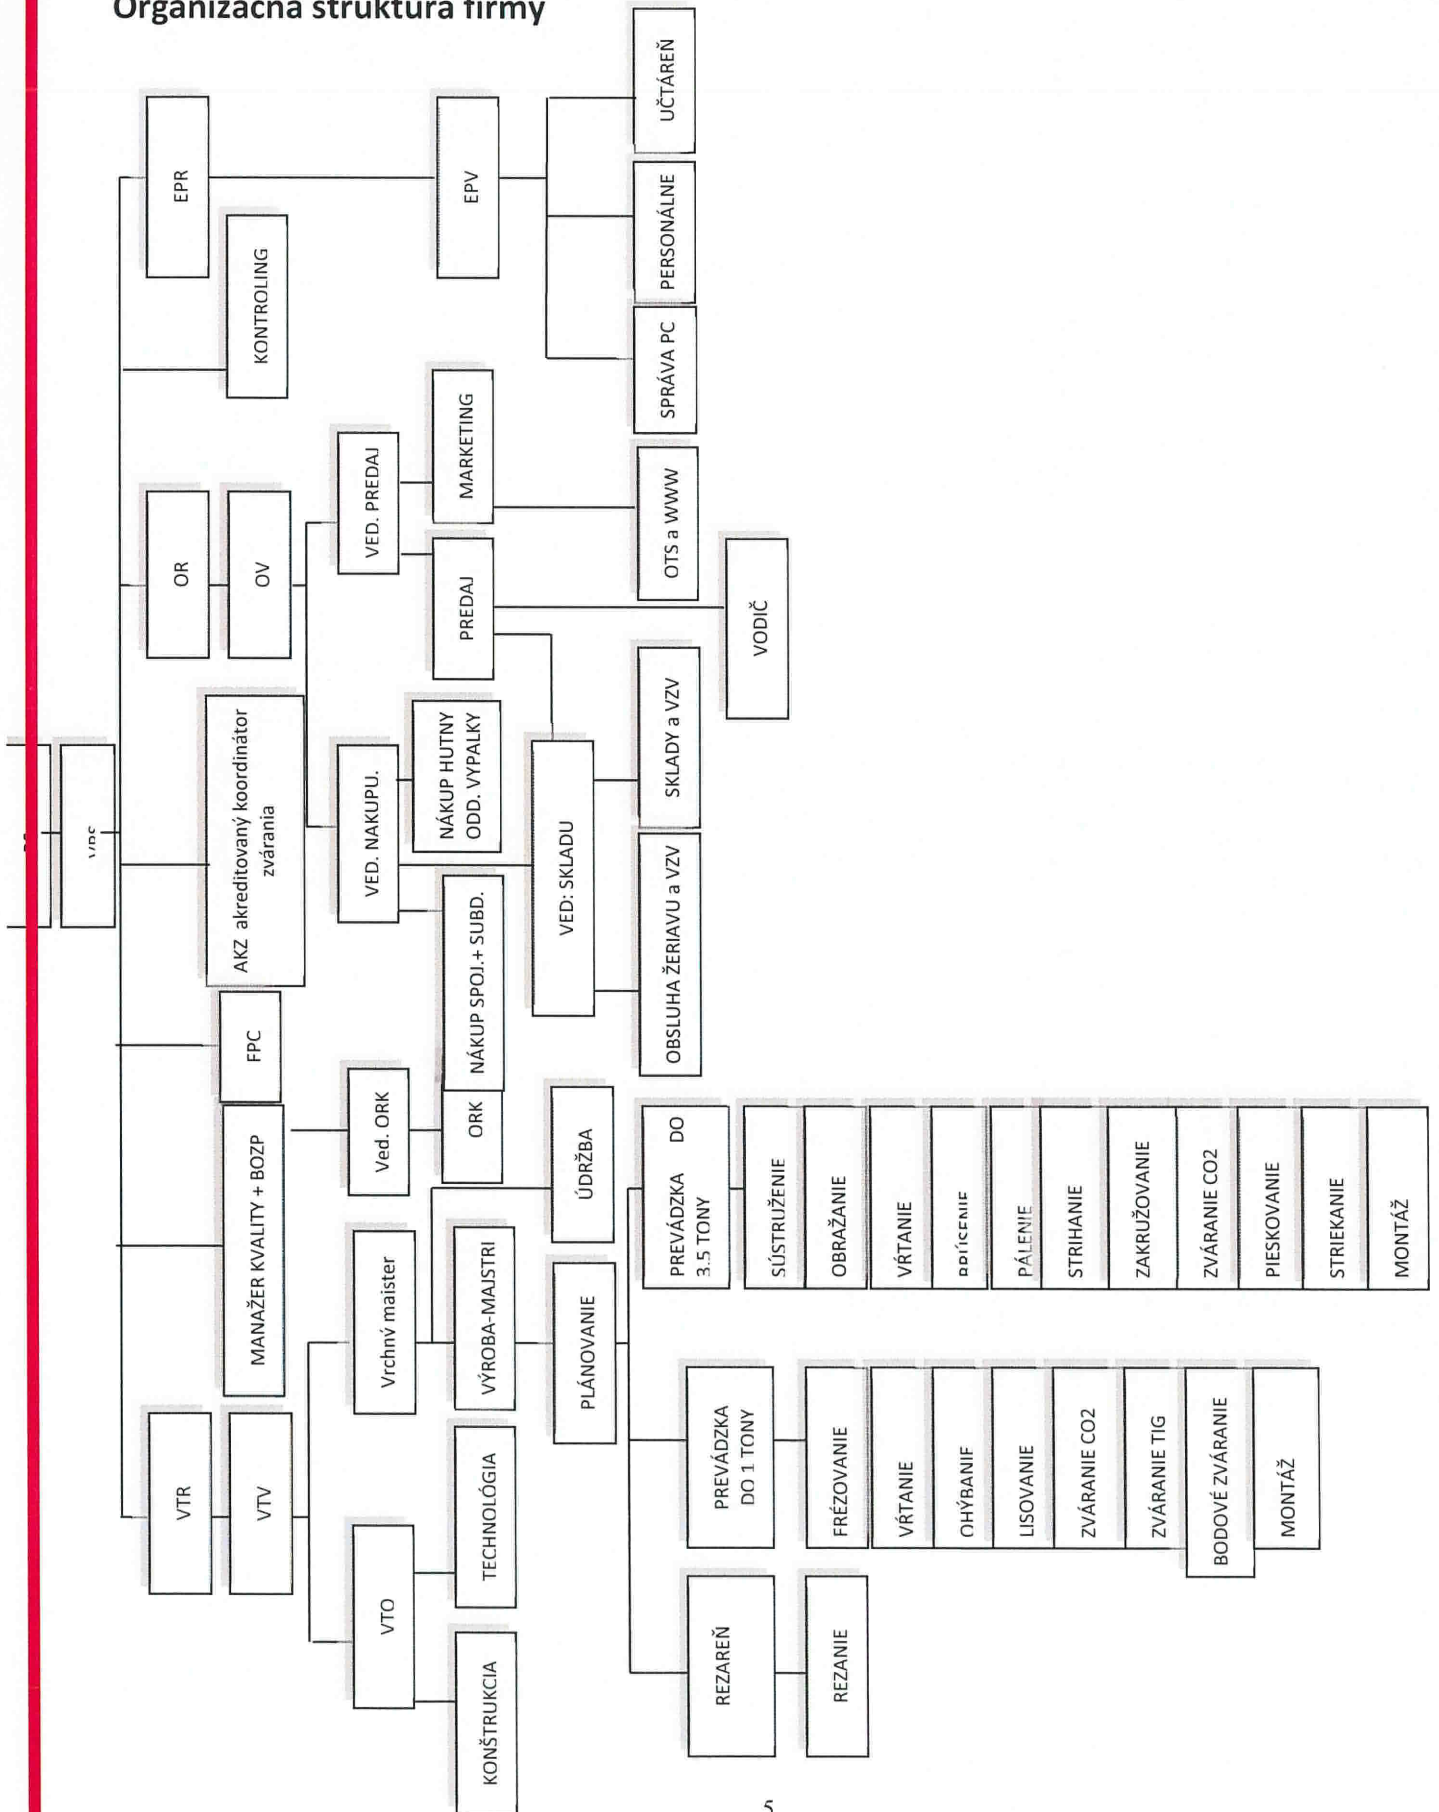 Organizačná štruktúra firmy
VTR
VTV
VTO
KONŠTRUKCIA
TECHNOLÓGIA
Vrchný maister
VÝROBA-MAJSTRI
PLÁNOVANIE
ÚDRŽBA
REZAREŇ
REZANIE
PREVÁDZKA
DO 1 TONY
FRÉZOVANIE
VŔTANIE
OHÝBANIE
LISOVANIE
ZVÁRANIE CO2
ZVÁRANIE TIG
BODOVÉ ZVÁRANIE
MONTÁŽ
PREVÁDZKA DO
3.5 TONY
SÚSTRUŽENIE
OBRAŽANIE
VŔTANIE
PÁLENIE
STRIHANIE
ZAKRUŽOVANIE
ZVÁRANIE CO2
PIESKOVANIE
STRIEKANIE
MONTÁŽ
MANAŽER KVALITY + BOZP
Ved. ORK
ORK
FPC
AKZ akreditovaný koordinátor
zvárania
OR
OV
VED. NAKUPU.
NÁKUP SPOJ.+ SUBD.
NÁKUP HUTNY
ODD. VYPALKY
VED: SKLADU
OBSLUHA ŽERIAVU a VZV
SKLADY a VZV
VED. PREDAJ
PREDAJ
MARKETING
VODIČ
OTS a WWW
KONTROLING
EPR
EPV
SPRÁVA PC
PERSONÁLNE
UČTÁREŇ
5